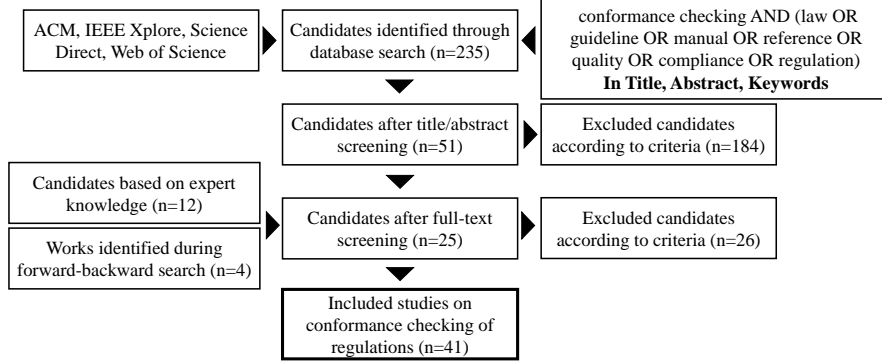 ACM, IEEE Xplore, Science
Direct, Web of Science
Candidates identified through
database search (n=235)
conformance checking AND (law OR
guideline OR manual OR reference OR
quality OR compliance OR regulation)
In Title, Abstract, Keywords
Candidates after title/abstract
screening (n=51)
Excluded candidates
according to criteria (n=184)
Candidates based on expert
knowledge (n=12)
Works identified during
forward-backward search (n=4)
Candidates after full-text
screening (n=25)
Excluded candidates
according to criteria (n=26)
Included studies on
conformance checking of
regulations (n=41)